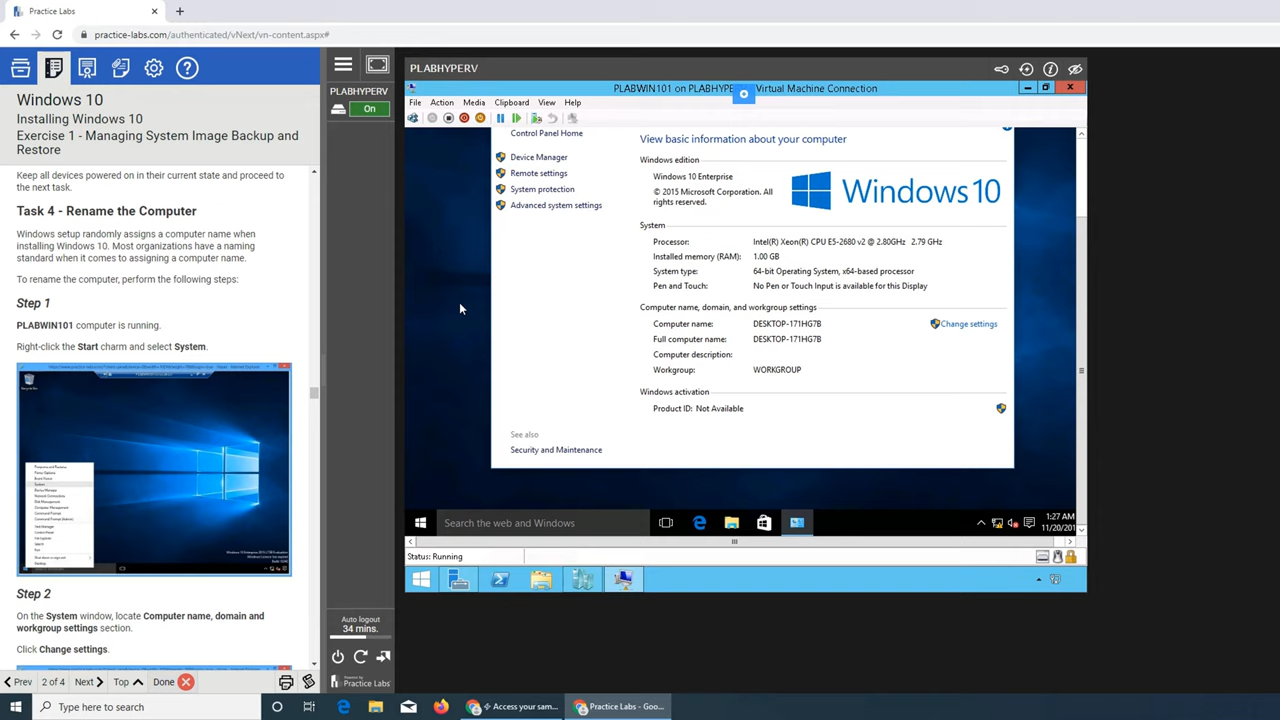 Practice Labs
practice-labs.com/authenticated/vNext/vn-content.aspx#
Windows 10
Installing Windows 10
Exercise 1 - Managing System Image Backup and
Restore
Keep all devices powered on in their current state and proceed to
the next task.
Task 4 - Rename the Computer
Windows setup randomly assigns a computer name when
installing Windows 10. Most organizations have a naming
standard when it comes to assigning a computer name.
To rename the computer, perform the following steps:
Step 1
PLABWIN101 computer is running.
Right-click the Start charm and select System.
Step 2
On the System window, locate Computer name, domain and
workgroup settings section.
Click Change settings.
Prev 2 of 4 Next Top Done
PLABHYPERV
On
Auto logout
34 mins.
Powered by
Practice Labs
PLABHYPERV
PLABWIN101 on PLABHYPE Virtual Machine Connection
File Action Media Clipboard View Help
Control Panel Home
Device Manager
Remote settings
System protection
Advanced system settings
See also
Security and Maintenance
View basic information about your computer
Windows edition
Windows 10 Enterprise
© 2015 Microsoft Corporation. All
rights reserved.
Windows 10
System
Processor: Intel(R) Xeon(R) CPU E5-2680 v2 @ 2.80GHz 2.79 GHz
Installed memory (RAM): 1.00 GB
System type: 64-bit Operating System, x64-based processor
Pen and Touch: No Pen or Touch Input is available for this Display
Computer name, domain, and workgroup settings
Computer name: DESKTOP-171HG7B Change settings
Full computer name: DESKTOP-171HG7B
Computer description:
Workgroup: WORKGROUP
Windows activation
Product ID: Not Available
Search the web and Windows
1:27 AM
11/20/201
Status: Running
Type here to search
Access your sam...
Practice Labs - Goo...